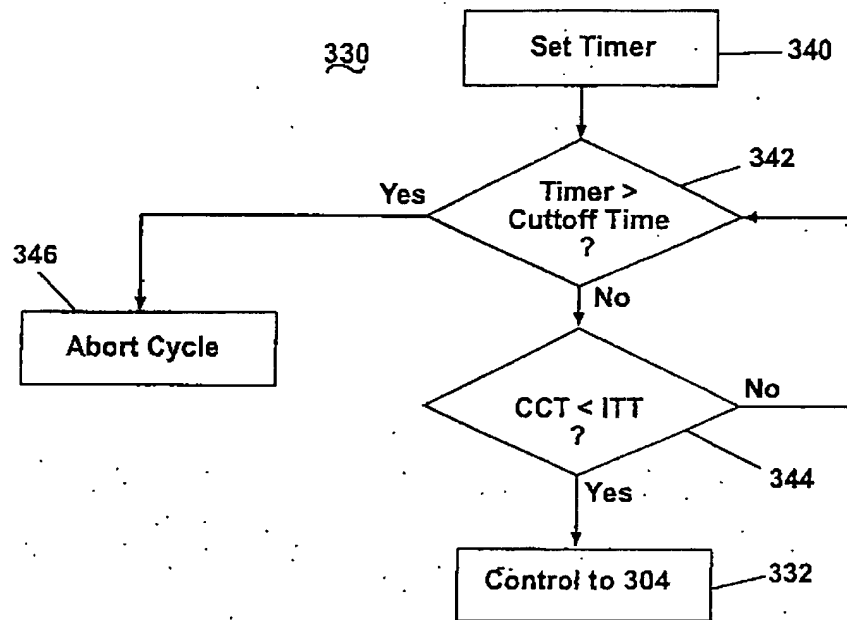 330
Set Timer
340
342
Yes
Timer >
Cuttoff Time
?
346
No
Abort Cycle
No
CCT < ITT
?
344
Yes
Control to 304
332